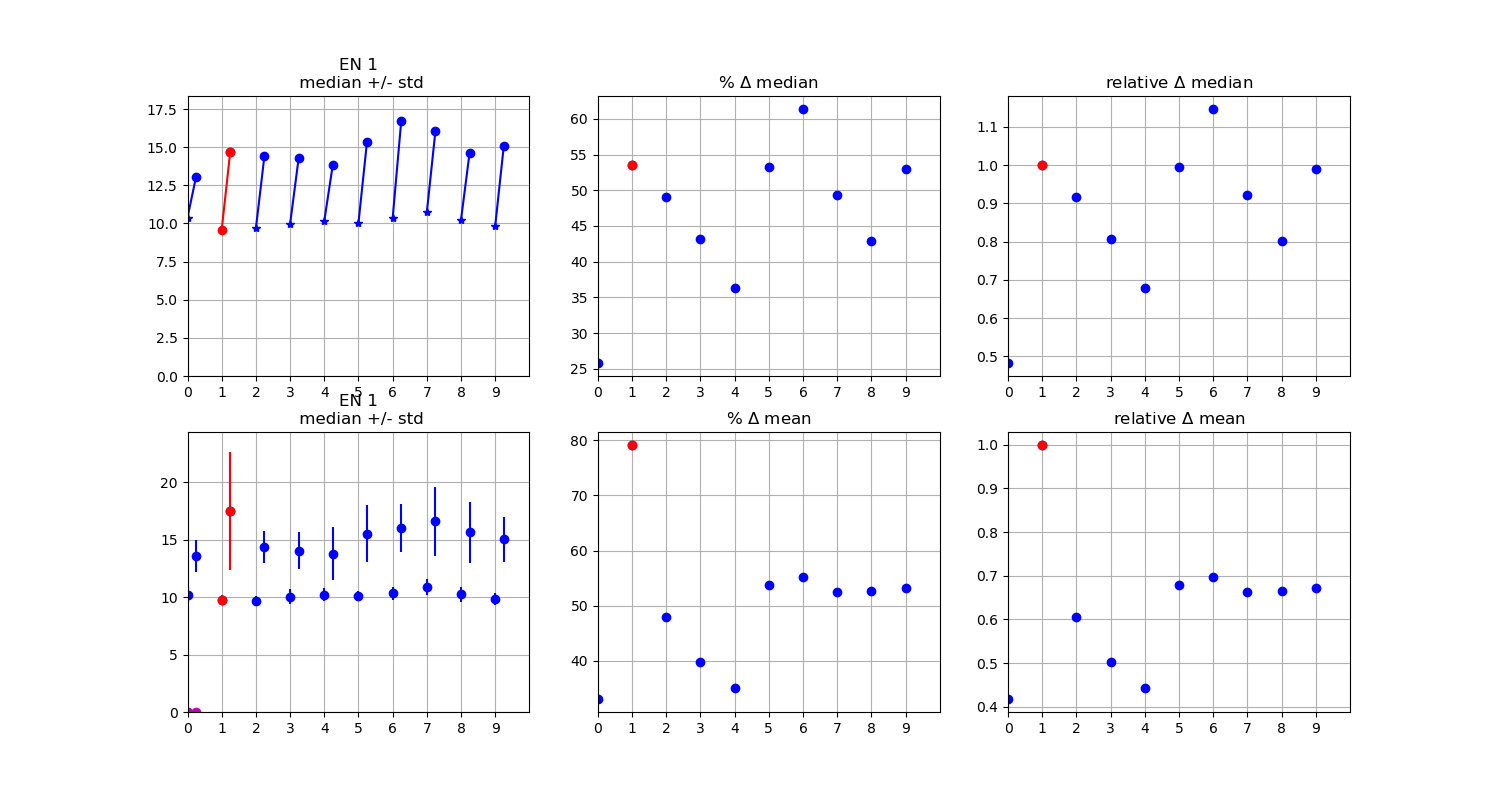 EN 1
median +/- std
% Δ median
relative Δ median
17.5
15.0
12.5
10.0
7.5
5.0
2.5
0.0
0 1 2 3 4 5 6 7 8 9
60
55
50
45
40
35
30
25
0 1 2 3 4 5 6 7 8 9
1.1
1.0
0.9
0.8
0.7
0.6
0.5
0 1 2 3 4 5 6 7 8 9
EN 1
median +/- std
% Δ mean
relative Δ mean
20
15
10
5
0
0 1 2 3 4 5 6 7 8 9
80
70
60
50
40
0 1 2 3 4 5 6 7 8 9
1.0
0.9
0.8
0.7
0.6
0.5
0.4
0 1 2 3 4 5 6 7 8 9